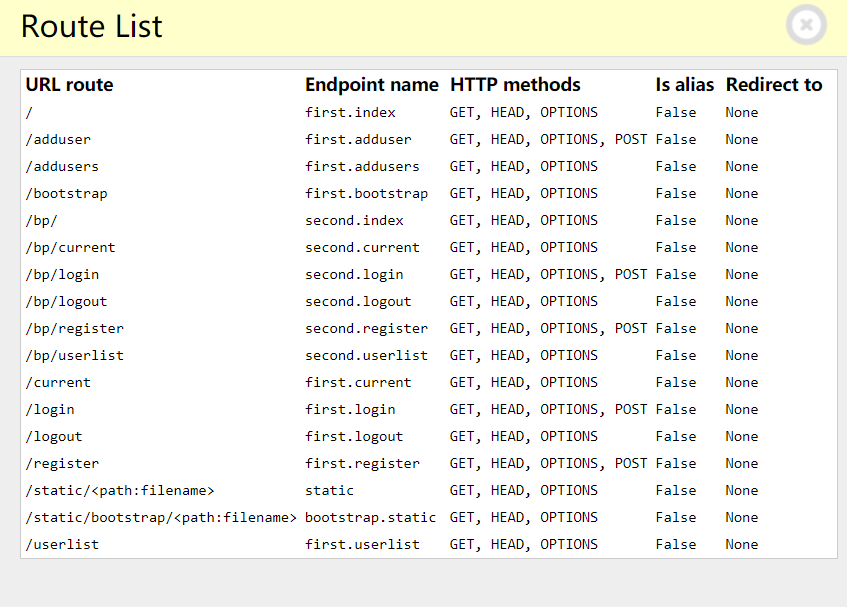 Route List
URL route Endpoint name HTTP methods Is alias Redirect to
/ first.index GET, HEAD, OPTIONS False None
/adduser first.adduser GET, HEAD, OPTIONS, POST False None
/addusers first.addusers GET, HEAD, OPTIONS False None
/bootstrap first.bootstrap GET, HEAD, OPTIONS False None
/bp/ second.index GET, HEAD, OPTIONS False None
/bp/current second.current GET, HEAD, OPTIONS False None
/bp/login second.login GET, HEAD, OPTIONS, POST False None
/bp/logout second.logout GET, HEAD, OPTIONS False None
/bp/register second.register GET, HEAD, OPTIONS, POST False None
/bp/userlist second.userlist GET, HEAD, OPTIONS False None
/current first.current GET, HEAD, OPTIONS False None
/login first.login GET, HEAD, OPTIONS, POST False None
/logout first.logout GET, HEAD, OPTIONS False None
/register first.register GET, HEAD, OPTIONS, POST False None
/static/<path:filename> static GET, HEAD, OPTIONS False None
/static/bootstrap/<path:filename> bootstrap.static GET, HEAD, OPTIONS False None
/userlist first.userlist GET, HEAD, OPTIONS False None